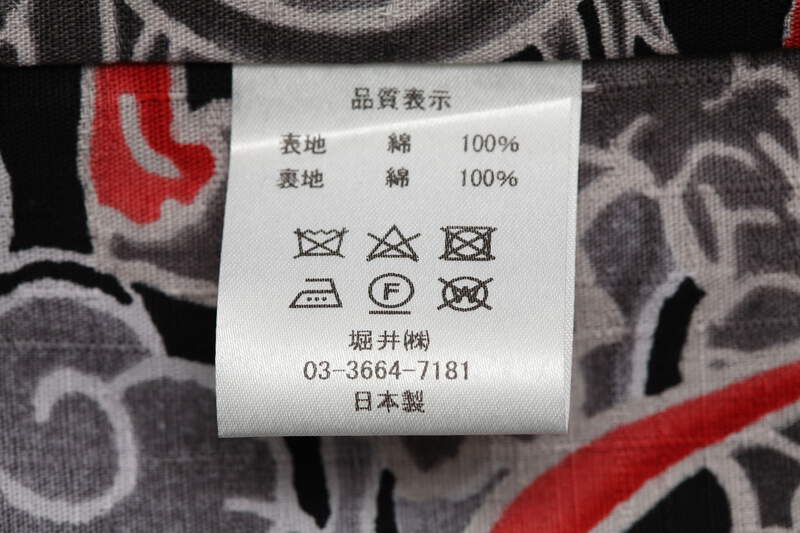 品質表示
表地 綿 100%
裏地 綿 100%
F W
堀井㈱
03-3664-7181
日本製